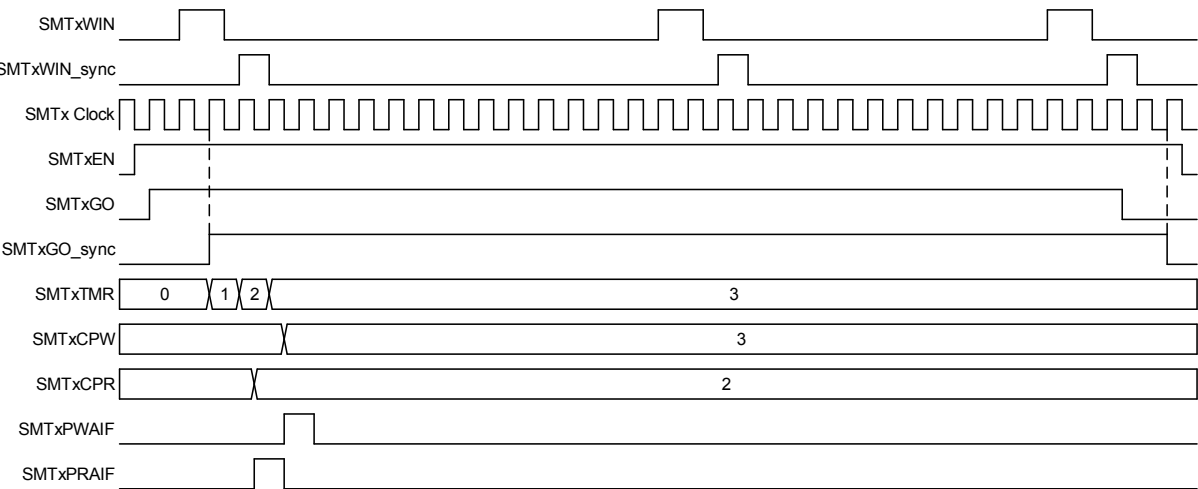 SMTxWIN
SMTxWIN_sync
SMTx Clock
SMTxEN
SMTxGO
SMTxGO_sync
SMTxTMR 0 1 2 3
SMTxCPW 3
SMTxCPR 2
SMTxPWAIF
SMTxPRAIF